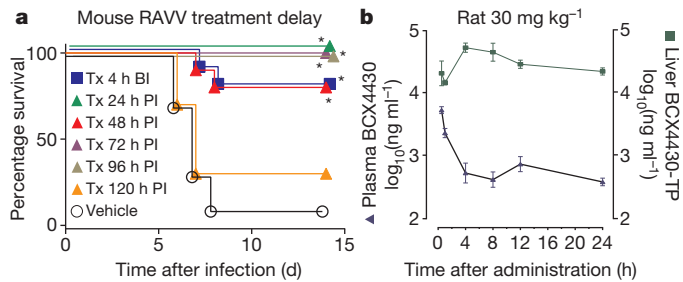 a
Mouse RAVV treatment delay
Percentage survival
100
50
0
* * * * *
Tx 4 h BI
Tx 24 h PI
Tx 48 h PI
Tx 72 h PI
Tx 96 h PI
Tx 120 h PI
Vehicle
0 5 10 15
Time after infection (d)
b
Rat 30 mg kg⁻¹
Plasma BCX4430
log₁₀(ng ml⁻¹)
5
4
3
2
5
4
3
2
Liver BCX4430-TP
log₁₀(ng ml⁻¹)
0 4 8 12 16 20 24
Time after administration (h)